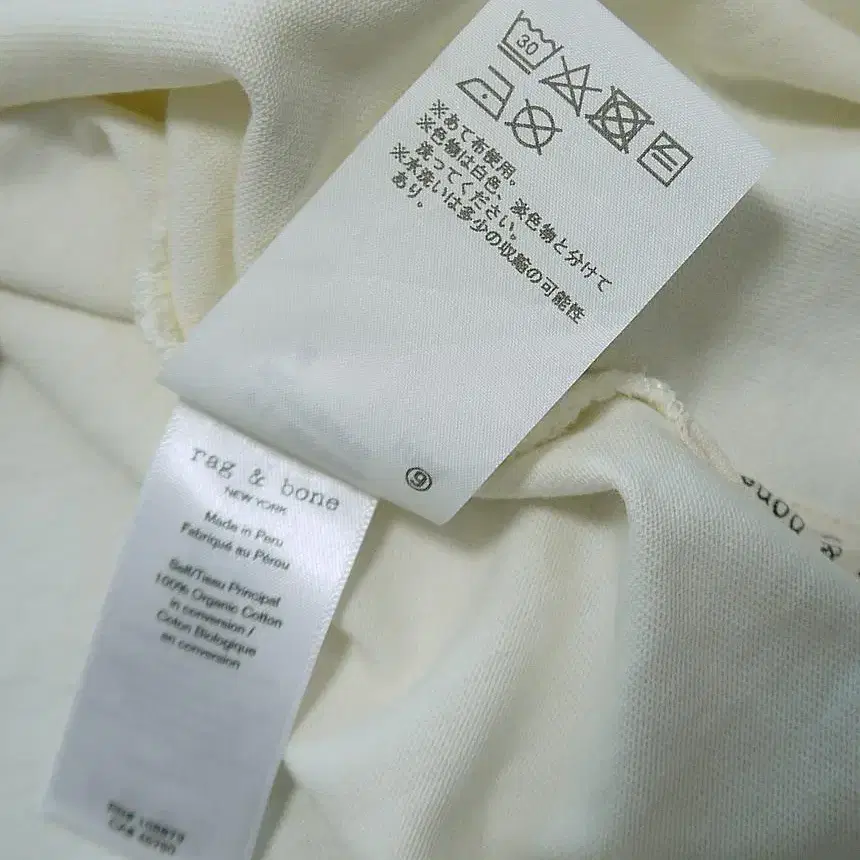 30
※あて布使用。
※色物は白色、淡色物と分けて
洗ってください。
※水洗いは多少の収縮の可能性
あり。
⑨
rag & bone
NEW YORK
Made in Peru
Fabriqué au Pérou
Self/Tissu Principal
100% Organic Cotton
in conversion /
Coton Biologique
en conversion
& bone